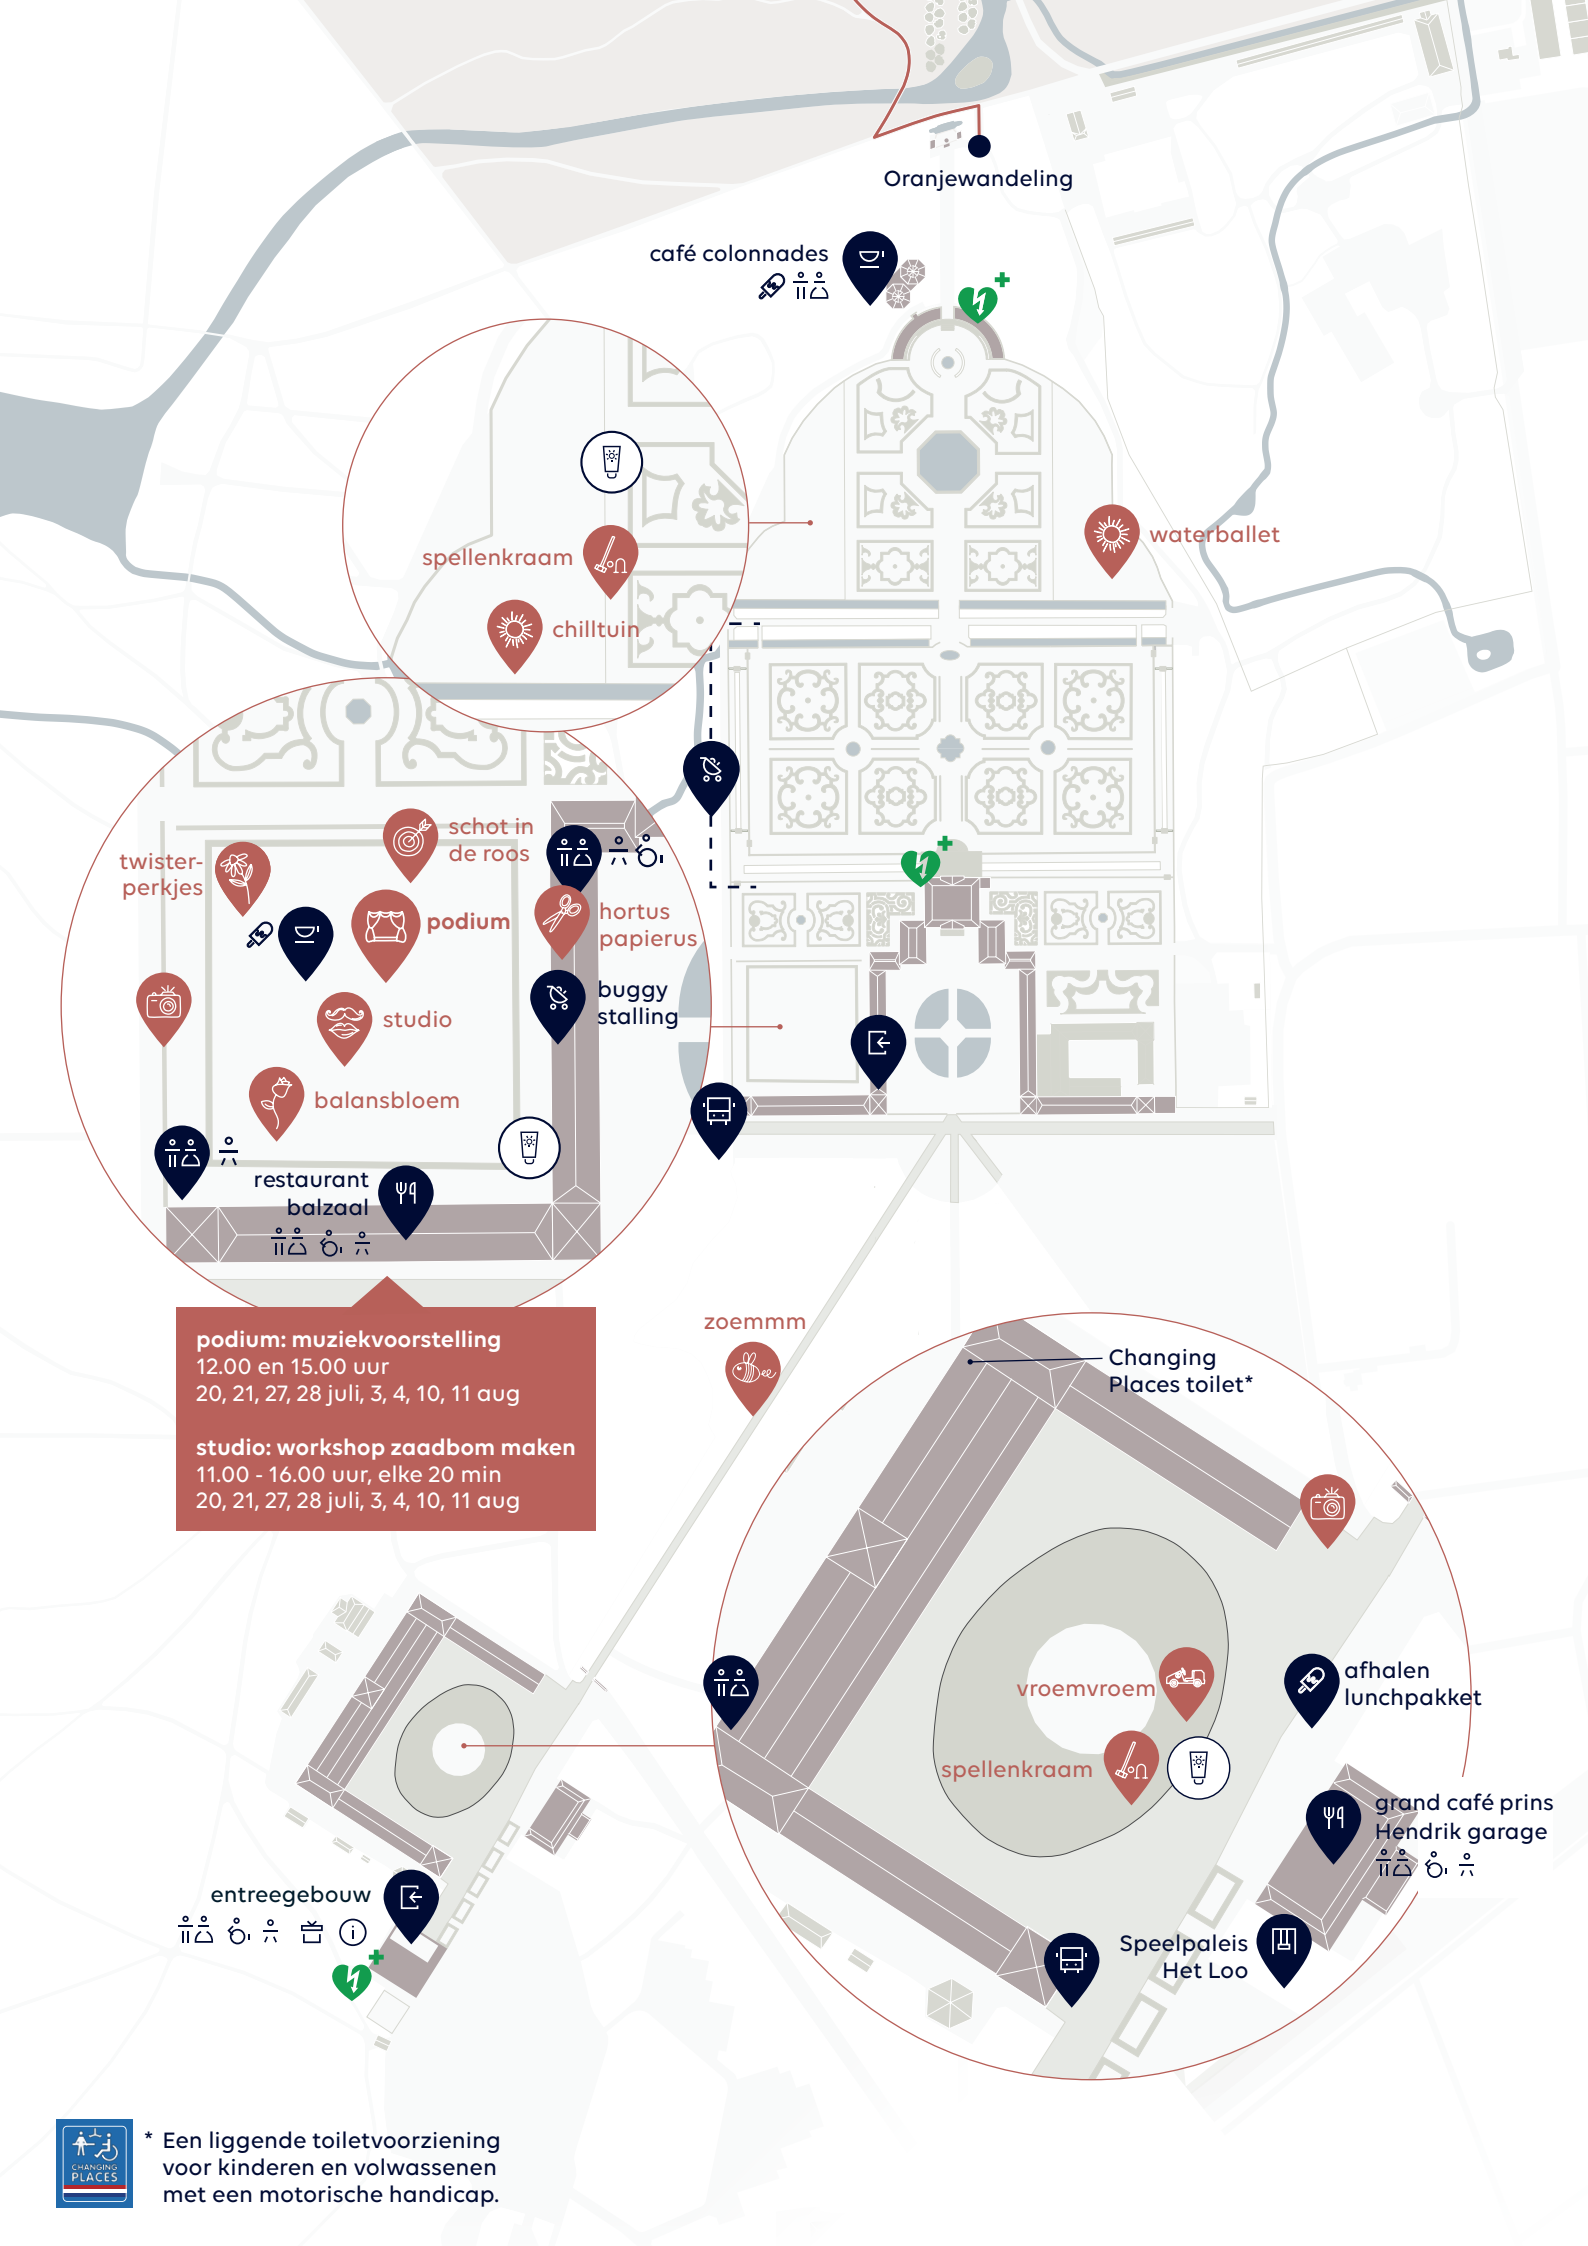 Oranjewandeling
café colonnades
waterballet
spellenkraam
chilltuin
schot in
de roos
twister-
perkjes
podium
hortus
papierus
buggy
stalling
studio
balansbloem
restaurant
balzaal
podium: muziekvoorstelling
12.00 en 15.00 uur
20, 21, 27, 28 juli, 3, 4, 10, 11 aug
studio: workshop zaadbom maken
11.00 - 16.00 uur, elke 20 min
20, 21, 27, 28 juli, 3, 4, 10, 11 aug
zoemmm
Changing
Places toilet*
vroemvroem
spellenkraam
afhalen
lunchpakket
grand café prins
Hendrik garage
Speelpaleis
Het Loo
entreegebouw
CHANGING
PLACES
* Een liggende toiletvoorziening
voor kinderen en volwassenen
met een motorische handicap.